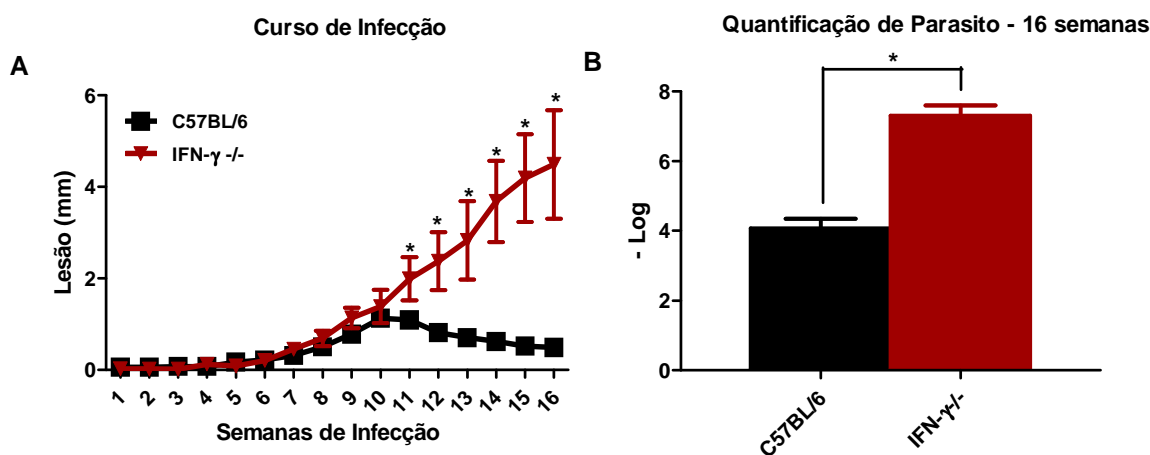 Curso de Infecção
A
C57BL/6
IFN-γ -/-
Lesão (mm)
6
4
2
0
* * * * * *
1 2 3 4 5 6 7 8 9 10 11 12 13 14 15 16
Semanas de Infecção
Quantificação de Parasito - 16 semanas
B
*
- Log
8
6
4
2
0
C57BL/6
IFN-γ-/-